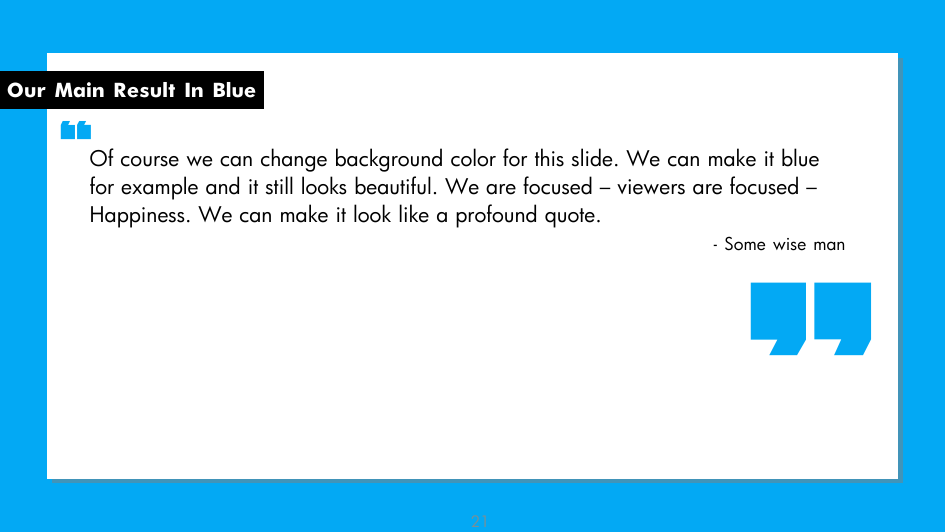 Our Main Result In Blue
❝
Of course we can change background color for this slide. We can make it blue
for example and it still looks beautiful. We are focused – viewers are focused –
Happiness. We can make it look like a profound quote.
- Some wise man
❞
21